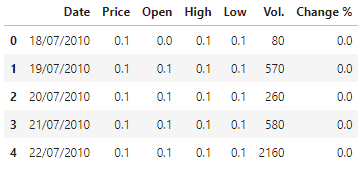 Date Price Open High Low Vol. Change %
0 18/07/2010 0.1 0.0 0.1 0.1 80 0.0
1 19/07/2010 0.1 0.1 0.1 0.1 570 0.0
2 20/07/2010 0.1 0.1 0.1 0.1 260 0.0
3 21/07/2010 0.1 0.1 0.1 0.1 580 0.0
4 22/07/2010 0.1 0.1 0.1 0.1 2160 0.0